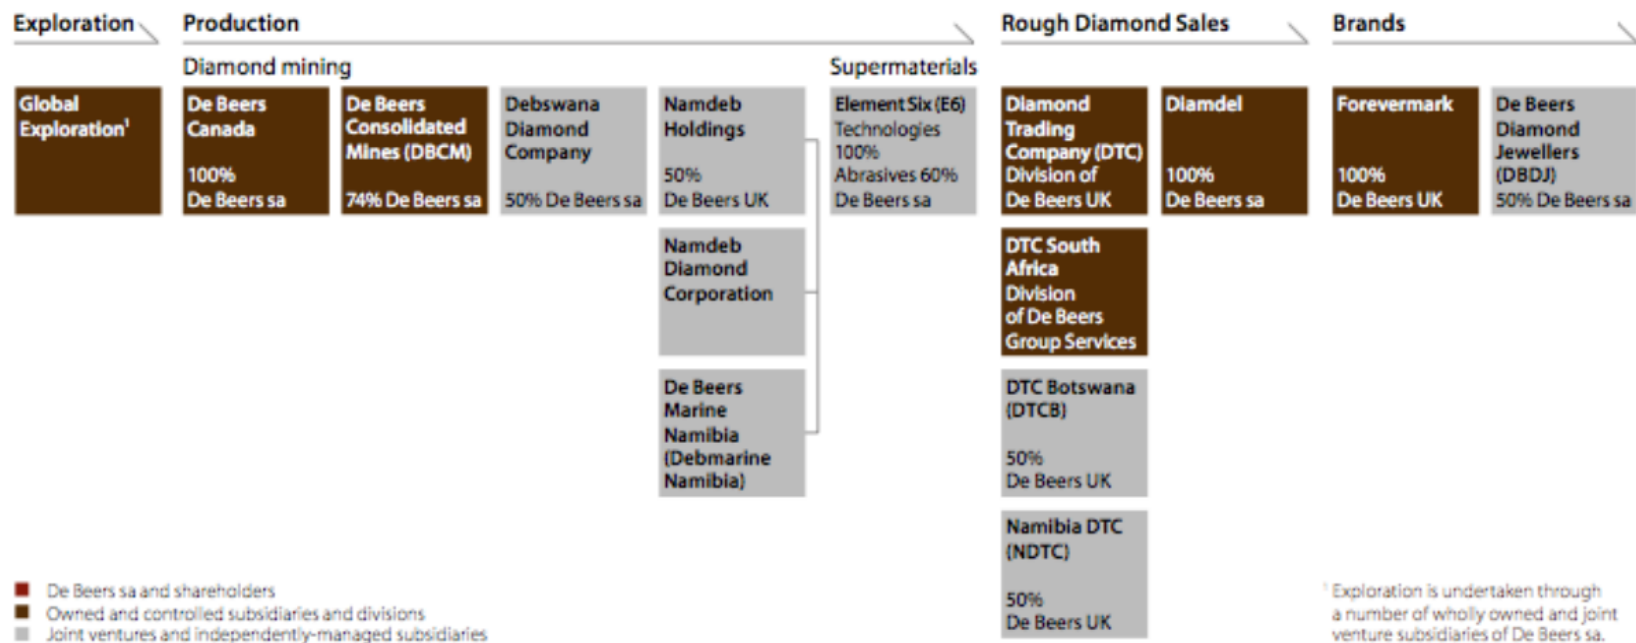 Exploration
Production
Rough Diamond Sales
Brands
Diamond mining
Supermaterials
Global
Exploration¹
De Beers
Canada
100%
De Beers sa
De Beers
Consolidated
Mines (DBCM)
74% De Beers sa
Debswana
Diamond
Company
50% De Beers sa
Namdeb
Holdings
50%
De Beers UK
Namdeb
Diamond
Corporation
De Beers
Marine
Namibia
(Debmarine
Namibia)
Element Six (E6)
Technologies
100%
Abrasives 60%
De Beers sa
Diamond
Trading
Company (DTC)
Division of
De Beers UK
DTC South
Africa
Division
of De Beers
Group Services
DTC Botswana
(DTCB)
50%
De Beers UK
Namibia DTC
(NDTC)
50%
De Beers UK
Diamdel
100%
De Beers sa
Forevermark
100%
De Beers UK
De Beers
Diamond
Jewellers
(DBDJ)
50% De Beers sa
De Beers sa and shareholders
Owned and controlled subsidiaries and divisions
Joint ventures and independently-managed subsidiaries
¹ Exploration is undertaken through
a number of wholly owned and joint
venture subsidiaries of De Beers sa.